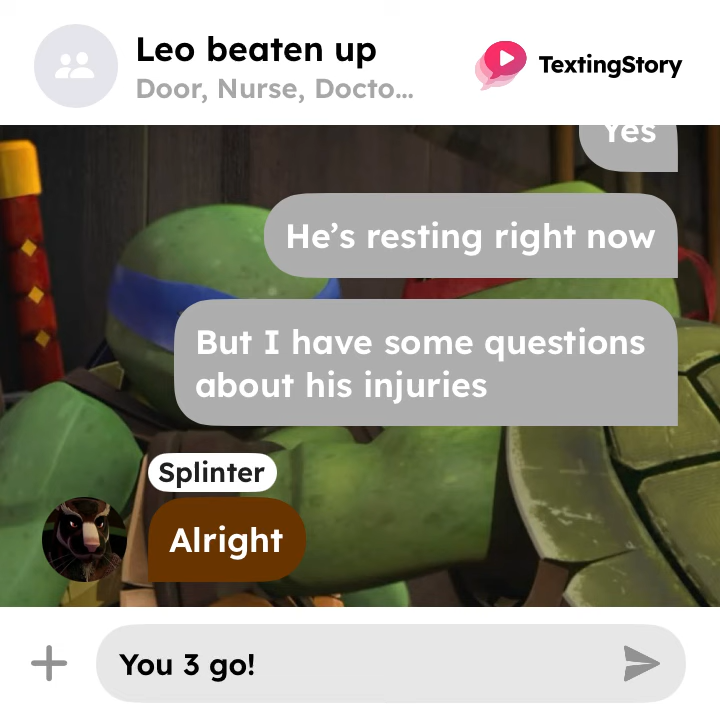 Leo beaten up
Door, Nurse, Docto...
TextingStory
Yes
He’s resting right now
But I have some questions
about his injuries
Splinter
Alright
You 3 go!